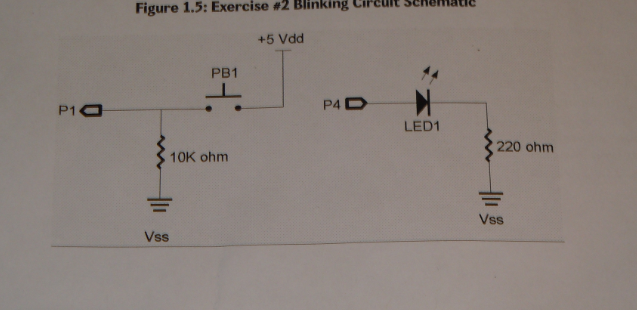 Figure 1.5: Exercise #2 Blinking Circuit Schematic
+5 Vdd
PB1
P1
10K ohm
Vss
P4
LED1
220 ohm
Vss